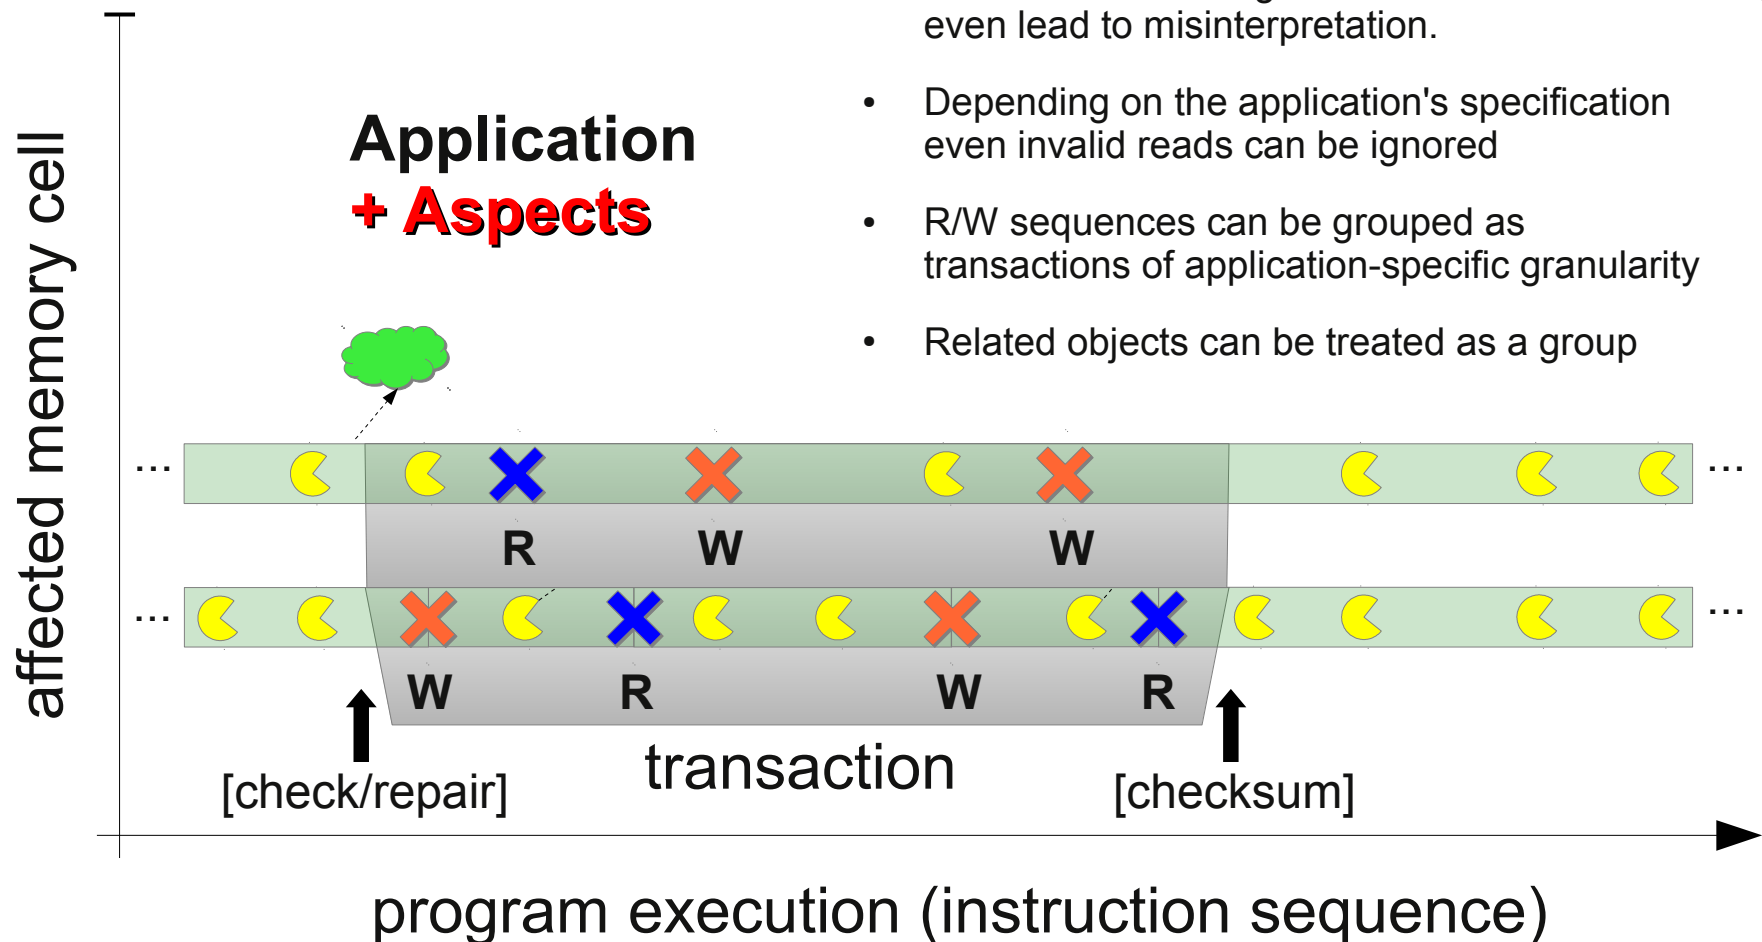 even lead to misinterpretation.
• Depending on the application's specification
even invalid reads can be ignored
• R/W sequences can be grouped as
transactions of application-specific granularity
• Related objects can be treated as a group
Application
+ Aspects
affected memory cell
... ...
R W W
... ...
W R W R
transaction
[check/repair] [checksum]
program execution (instruction sequence)